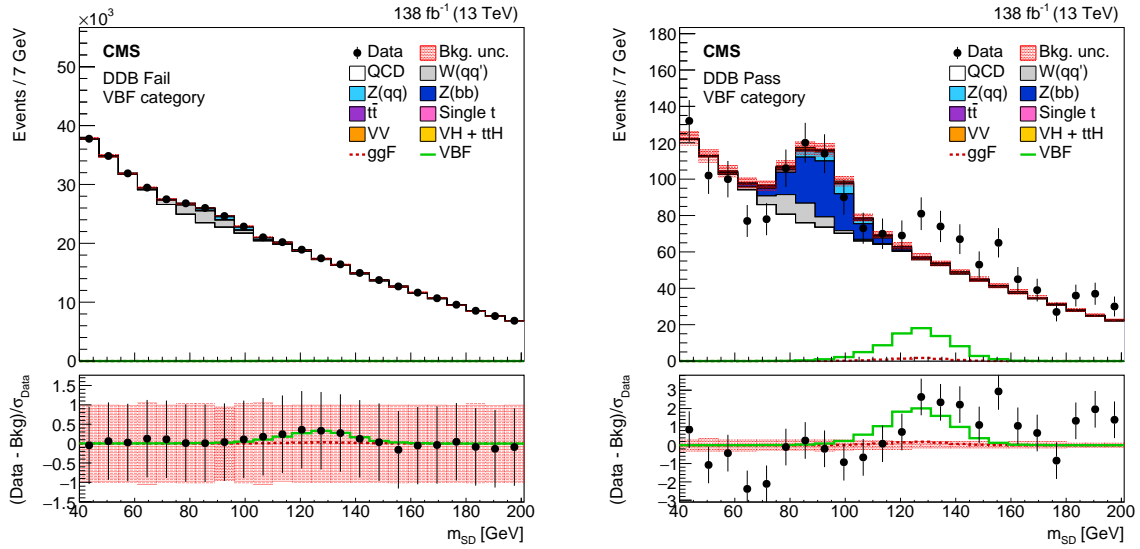 ×10³
138 fb⁻¹ (13 TeV)
Events / 7 GeV
CMS
DDB Fail
VBF category
Data
Bkg. unc.
QCD
W(qq')
Z(qq)
Z(bb)
tt̄
Single t
VV
VH + ttH
ggF
VBF
50
40
30
20
10
0
(Data - Bkg)/σ_Data
1.5
1
0.5
0
−0.5
−1
−1.5
40 60 80 100 120 140 160 180 200
m_SD [GeV]
138 fb⁻¹ (13 TeV)
Events / 7 GeV
CMS
DDB Pass
VBF category
Data
Bkg. unc.
QCD
W(qq')
Z(qq)
Z(bb)
tt̄
Single t
VV
VH + ttH
ggF
VBF
180
160
140
120
100
80
60
40
20
0
(Data - Bkg)/σ_Data
3
2
1
0
−1
−2
−3
40 60 80 100 120 140 160 180 200
m_SD [GeV]